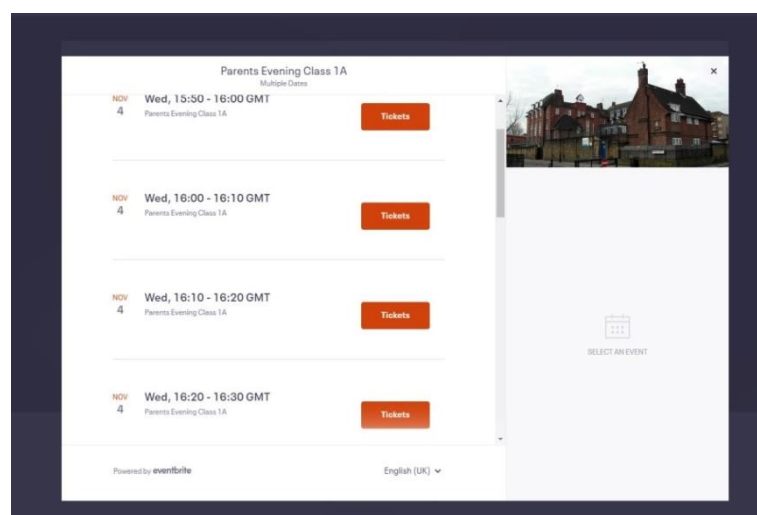 Parents Evening Class 1A
Multiple Dates
×
NOV
4
Wed, 15:50 - 16:00 GMT
Parents Evening Class 1A
Tickets
NOV
4
Wed, 16:00 - 16:10 GMT
Parents Evening Class 1A
Tickets
NOV
4
Wed, 16:10 - 16:20 GMT
Parents Evening Class 1A
Tickets
SELECT AN EVENT
NOV
4
Wed, 16:20 - 16:30 GMT
Parents Evening Class 1A
Tickets
Powered by eventbrite
English (UK)